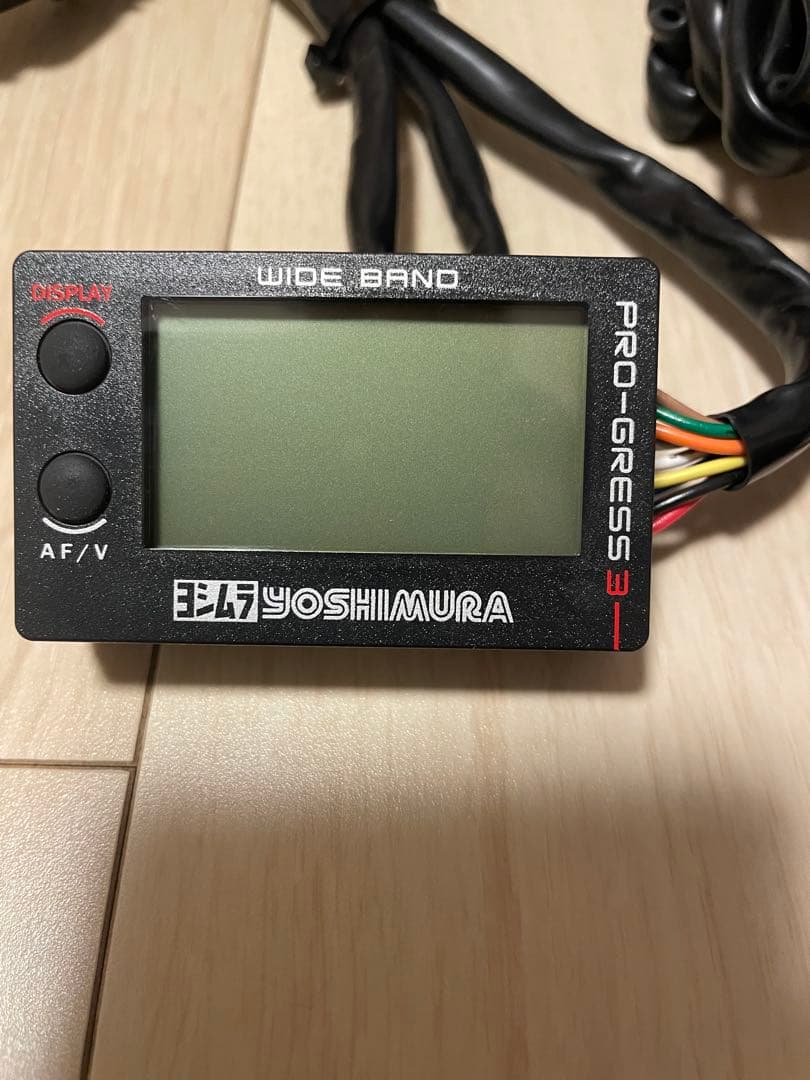 WIDE BAND
DISPLAY
AF/V
PRO-GRESS 3
ヨシムラ YOSHIMURA